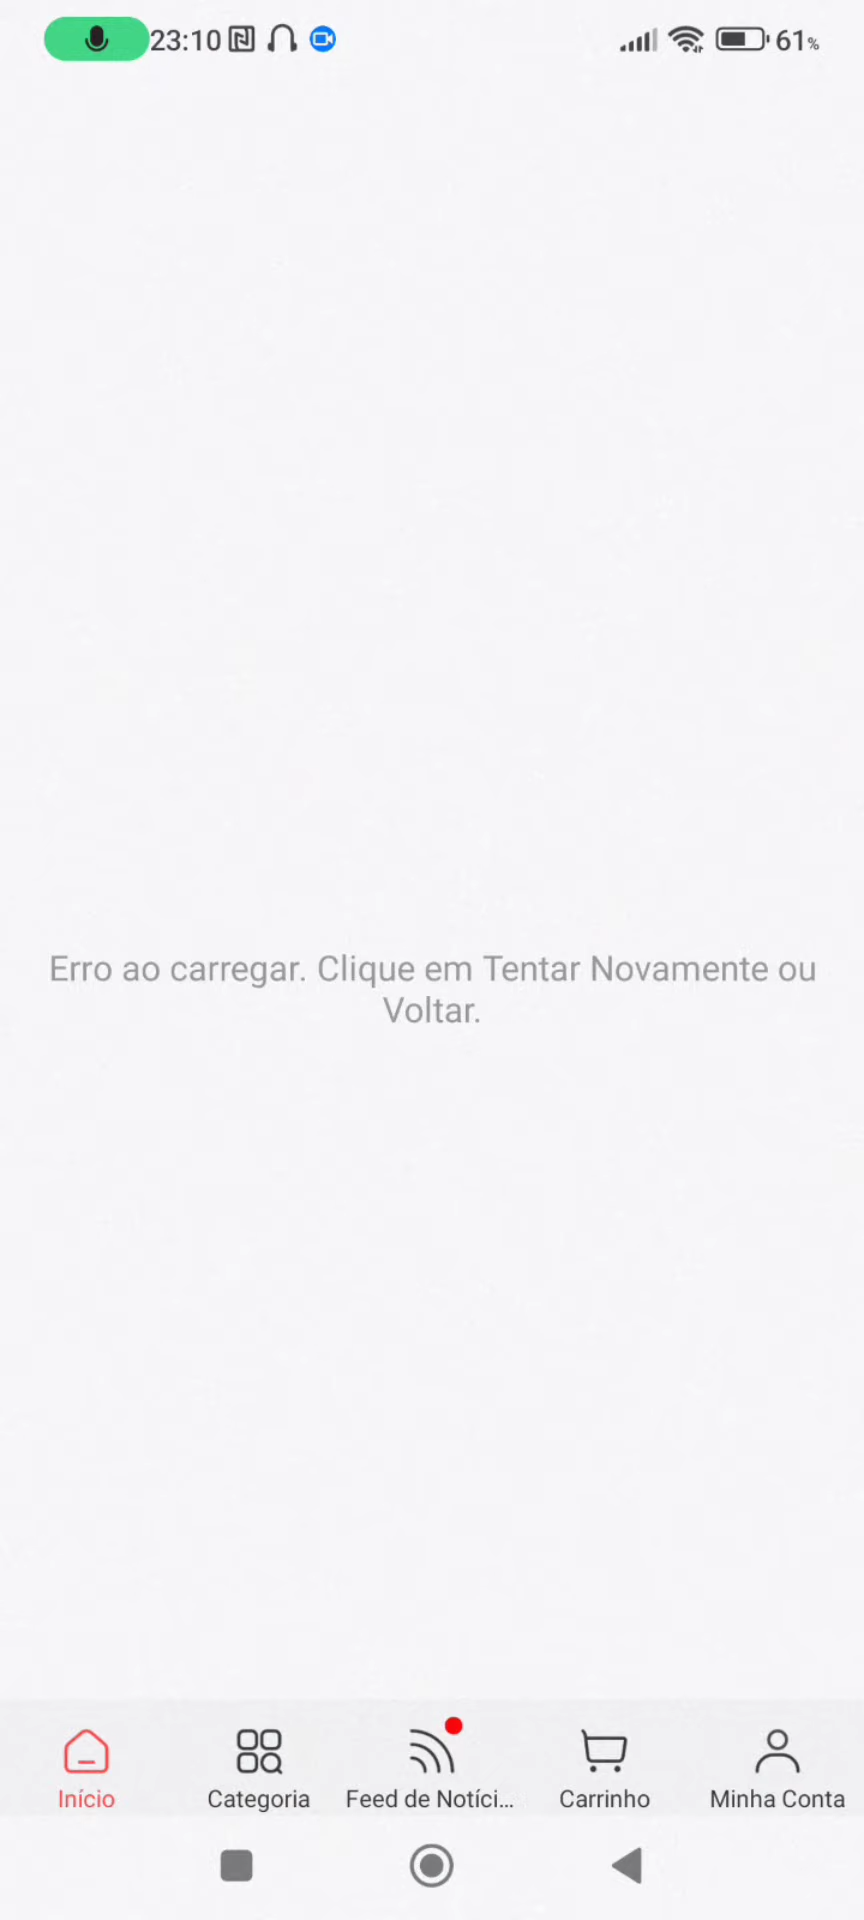 23:10
61%
Erro ao carregar. Clique em Tentar Novamente ou
Voltar.
Início
Categoria
Feed de Notíci...
Carrinho
Minha Conta